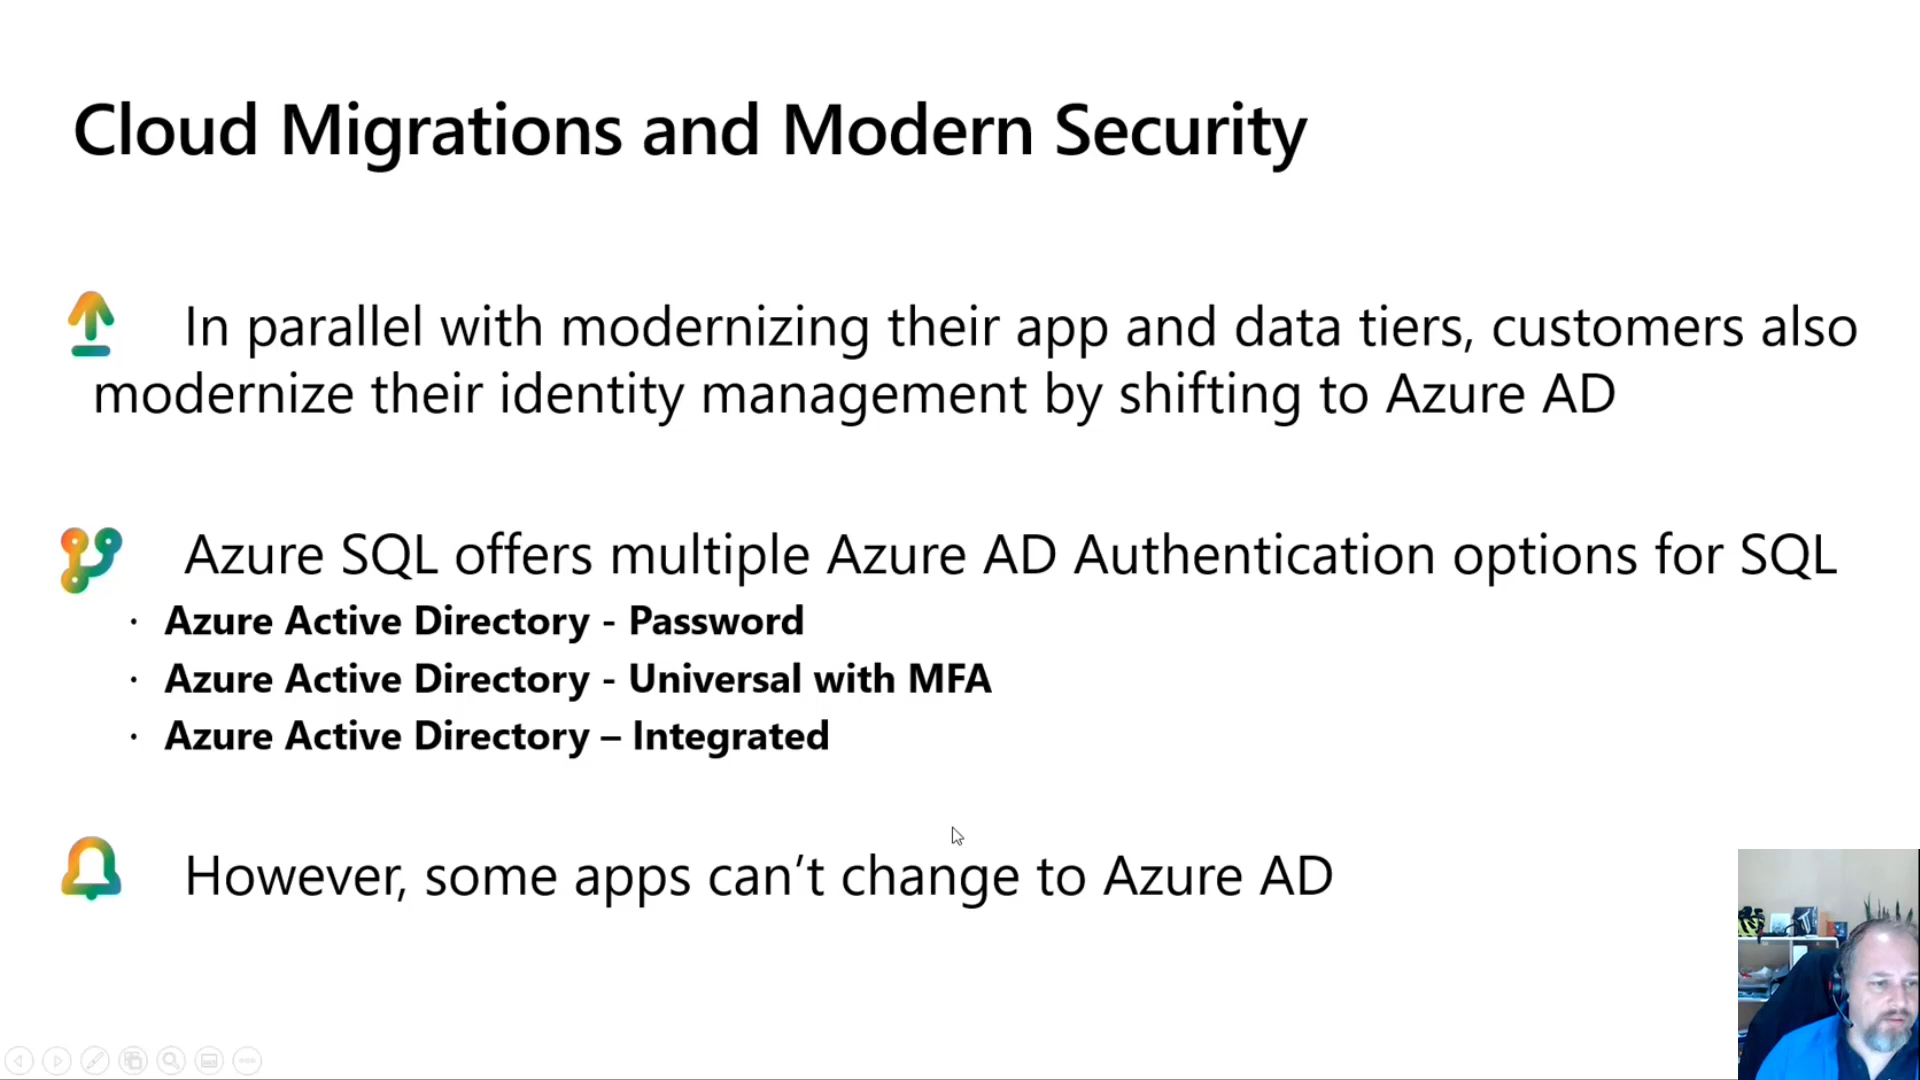 Cloud Migrations and Modern Security
In parallel with modernizing their app and data tiers, customers also
modernize their identity management by shifting to Azure AD
Azure SQL offers multiple Azure AD Authentication options for SQL
· Azure Active Directory - Password
· Azure Active Directory - Universal with MFA
· Azure Active Directory – Integrated
However, some apps can’t change to Azure AD